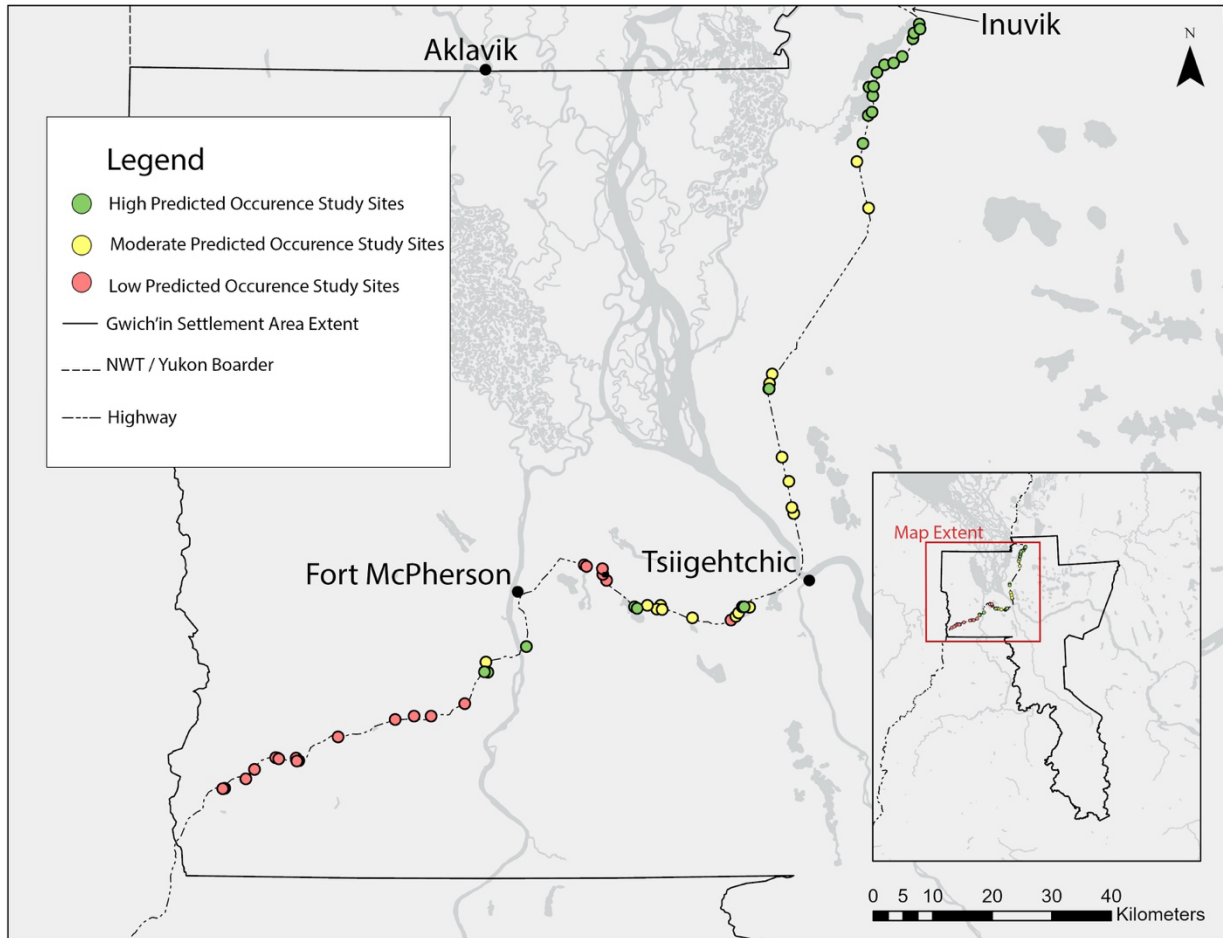 Inuvik
N
Aklavik
Legend
High Predicted Occurence Study Sites
Moderate Predicted Occurence Study Sites
Low Predicted Occurence Study Sites
Gwich'in Settlement Area Extent
NWT / Yukon Boarder
Highway
Map Extent
Fort McPherson
Tsiigehtchic
0 5 10 20 30 40
Kilometers